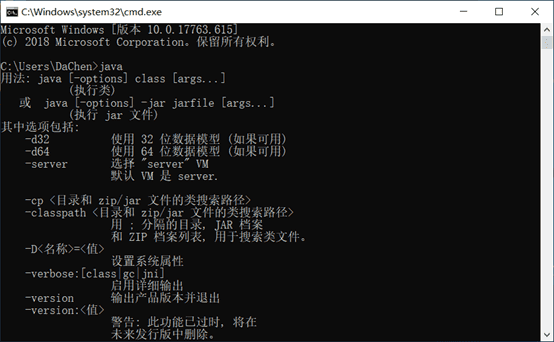 C:\Windows\system32\cmd.exe
Microsoft Windows [版本 10.0.17763.615]
(c) 2018 Microsoft Corporation。保留所有权利。
C:\Users\DaChen>java
用法: java [-options] class [args...]
(执行类)
或 java [-options] -jar jarfile [args...]
(执行 jar 文件)
其中选项包括:
-d32 使用 32 位数据模型 (如果可用)
-d64 使用 64 位数据模型 (如果可用)
-server 选择 "server" VM
默认 VM 是 server.
-cp <目录和 zip/jar 文件的类搜索路径>
-classpath <目录和 zip/jar 文件的类搜索路径>
用 ; 分隔的目录, JAR 档案
和 ZIP 档案列表, 用于搜索类文件。
-D<名称>=<值>
设置系统属性
-verbose:[class|gc|jni]
启用详细输出
-version 输出产品版本并退出
-version:<值>
警告: 此功能已过时, 将在
未来发行版中删除。